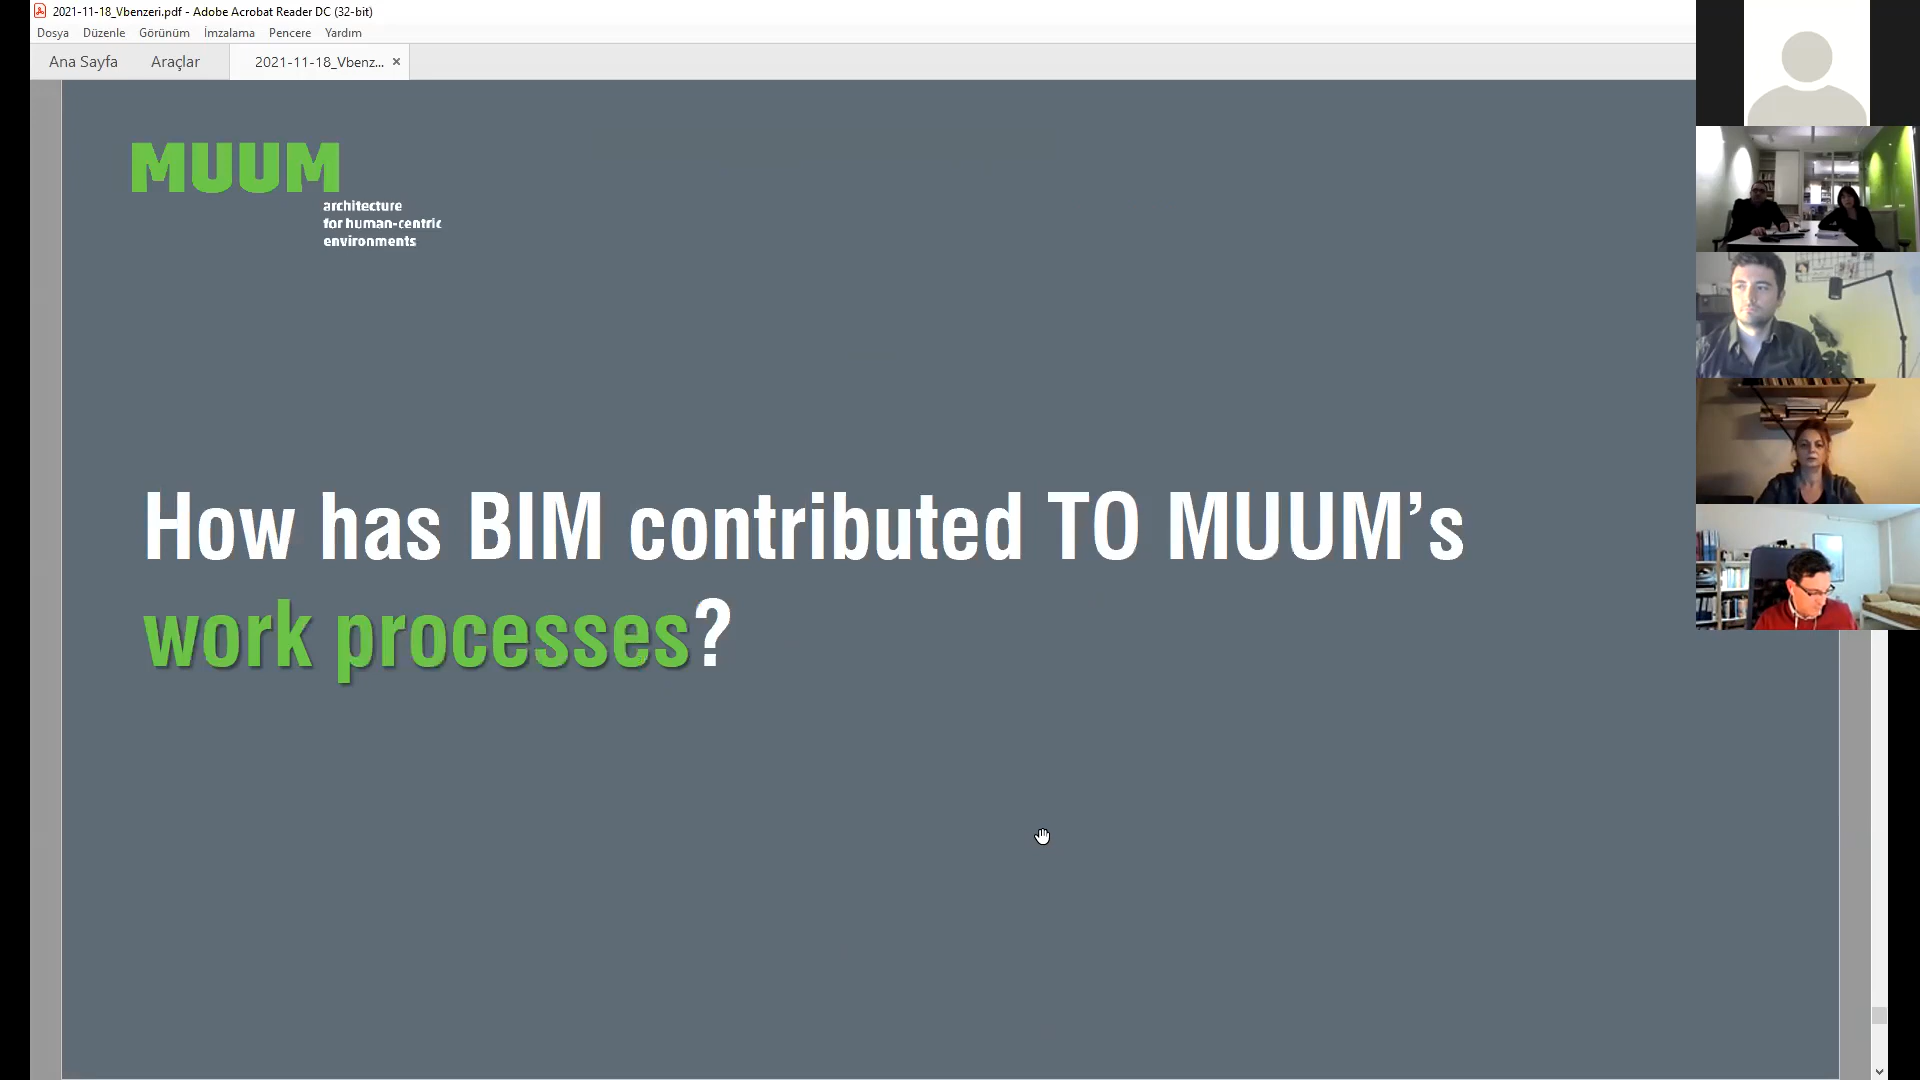 2021-11-18_Vbenzeri.pdf - Adobe Acrobat Reader DC (32-bit)
Dosya Düzenle Görünüm İmzalama Pencere Yardım
Ana Sayfa Araçlar 2021-11-18_Vbenz... ×
MUUM
architecture
for human-centric
environments
How has BIM contributed TO MUUM’s
work processes?